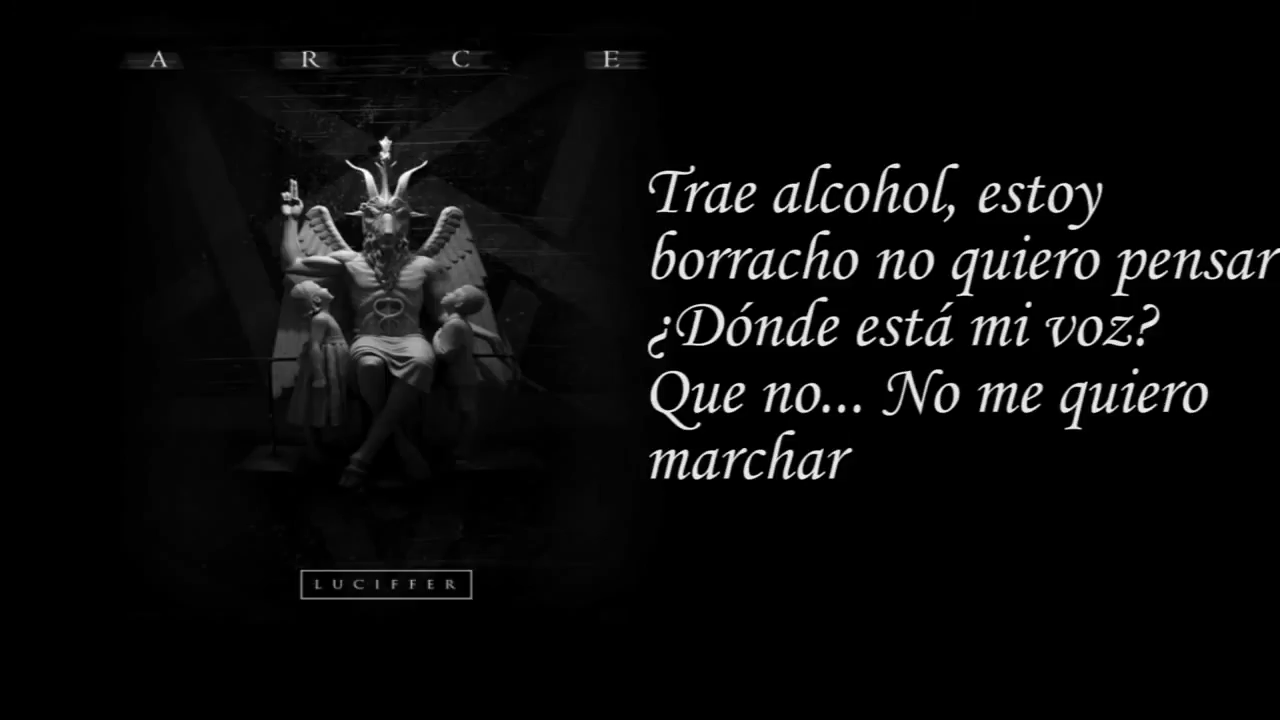 A R C E
Trae alcohol, estoy
borracho no quiero pensar
¿Dónde está mi voz?
Que no... No me quiero
marchar
LUCIFFER